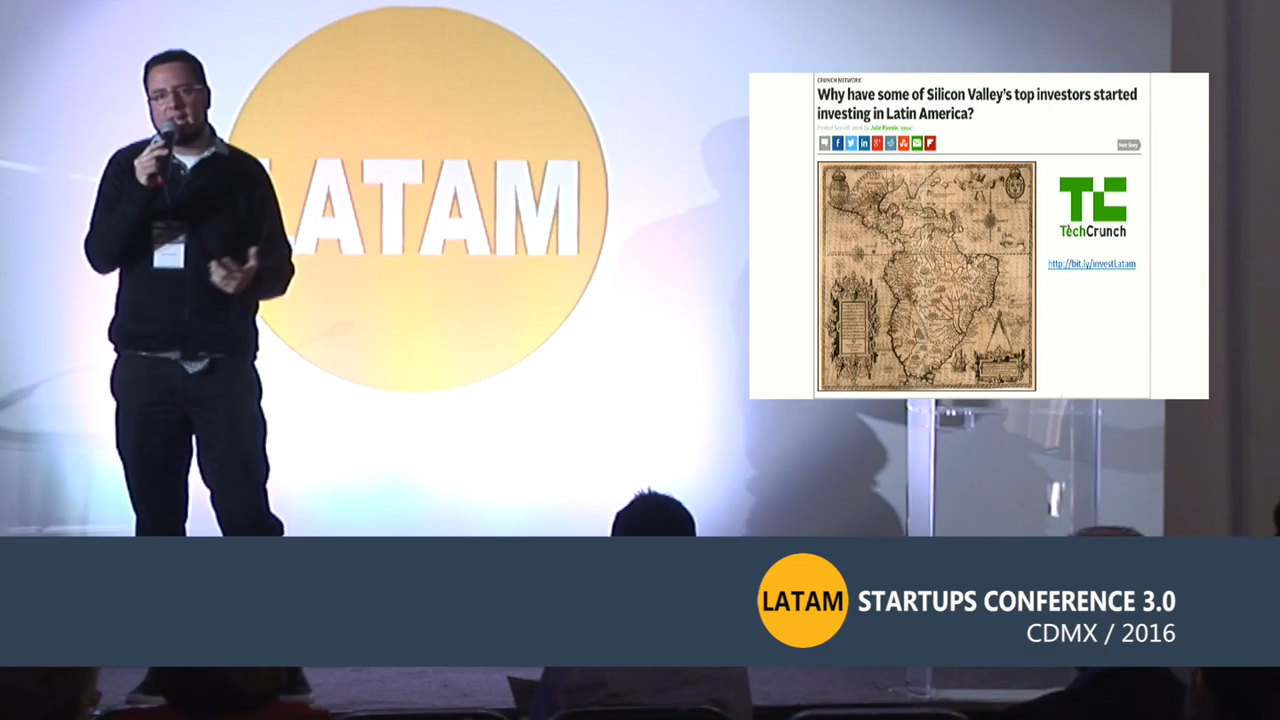 LATAM
CRUNCH NETWORK
Why have some of Silicon Valley's top investors started
investing in Latin America?
TC
TechCrunch
http://bit.ly/investLatam
LATAM
STARTUPS CONFERENCE 3.0
CDMX / 2016